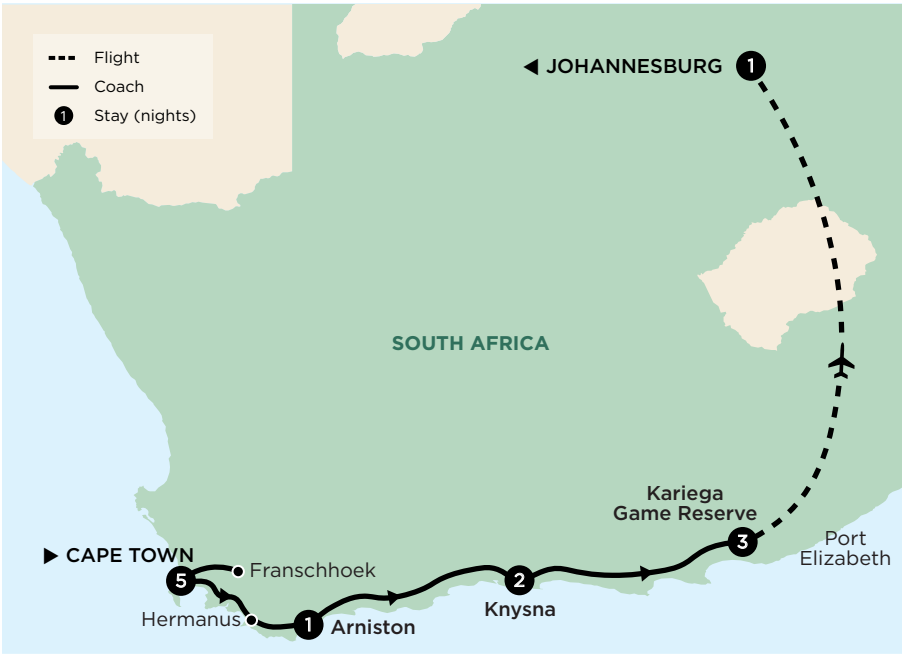 Flight
Coach
1 Stay (nights)
JOHANNESBURG 1
SOUTH AFRICA
Kariega
Game Reserve
3
Port
Elizabeth
CAPE TOWN
5
Franschhoek
Hermanus
1 Arniston
2
Knysna